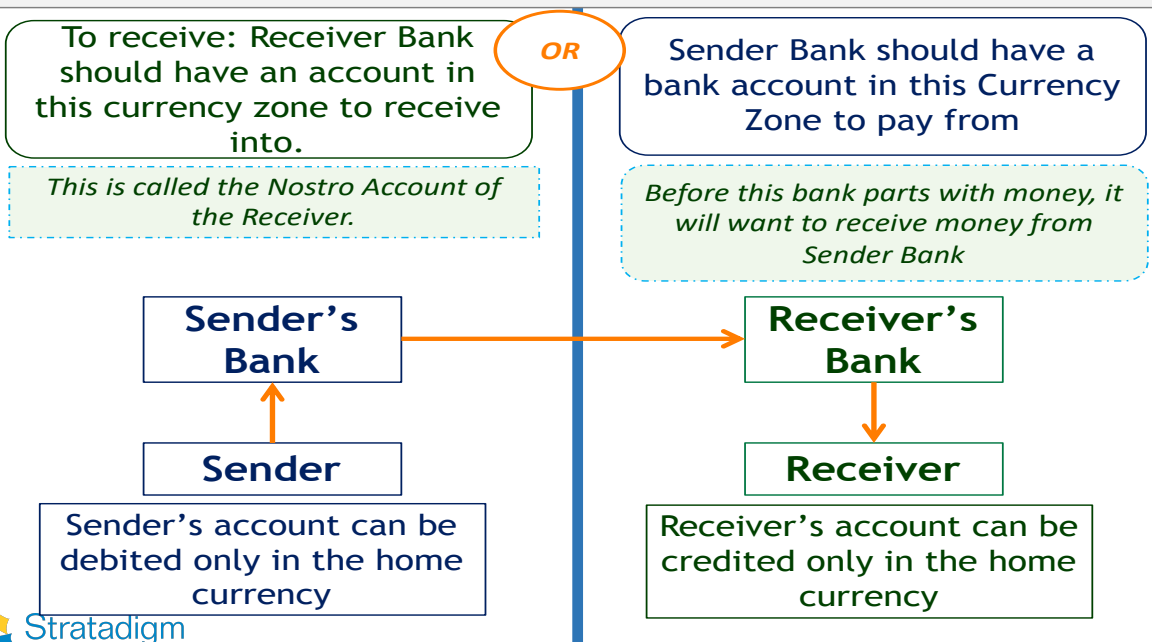 To receive: Receiver Bank
should have an account in
this currency zone to receive
into.
This is called the Nostro Account of
the Receiver.
OR
Sender Bank should have a
bank account in this Currency
Zone to pay from
Before this bank parts with money, it
will want to receive money from
Sender Bank
Sender’s
Bank
Receiver’s
Bank
Sender
Receiver
Sender’s account can be
debited only in the home
currency
Receiver’s account can be
credited only in the home
currency
Stratadigm